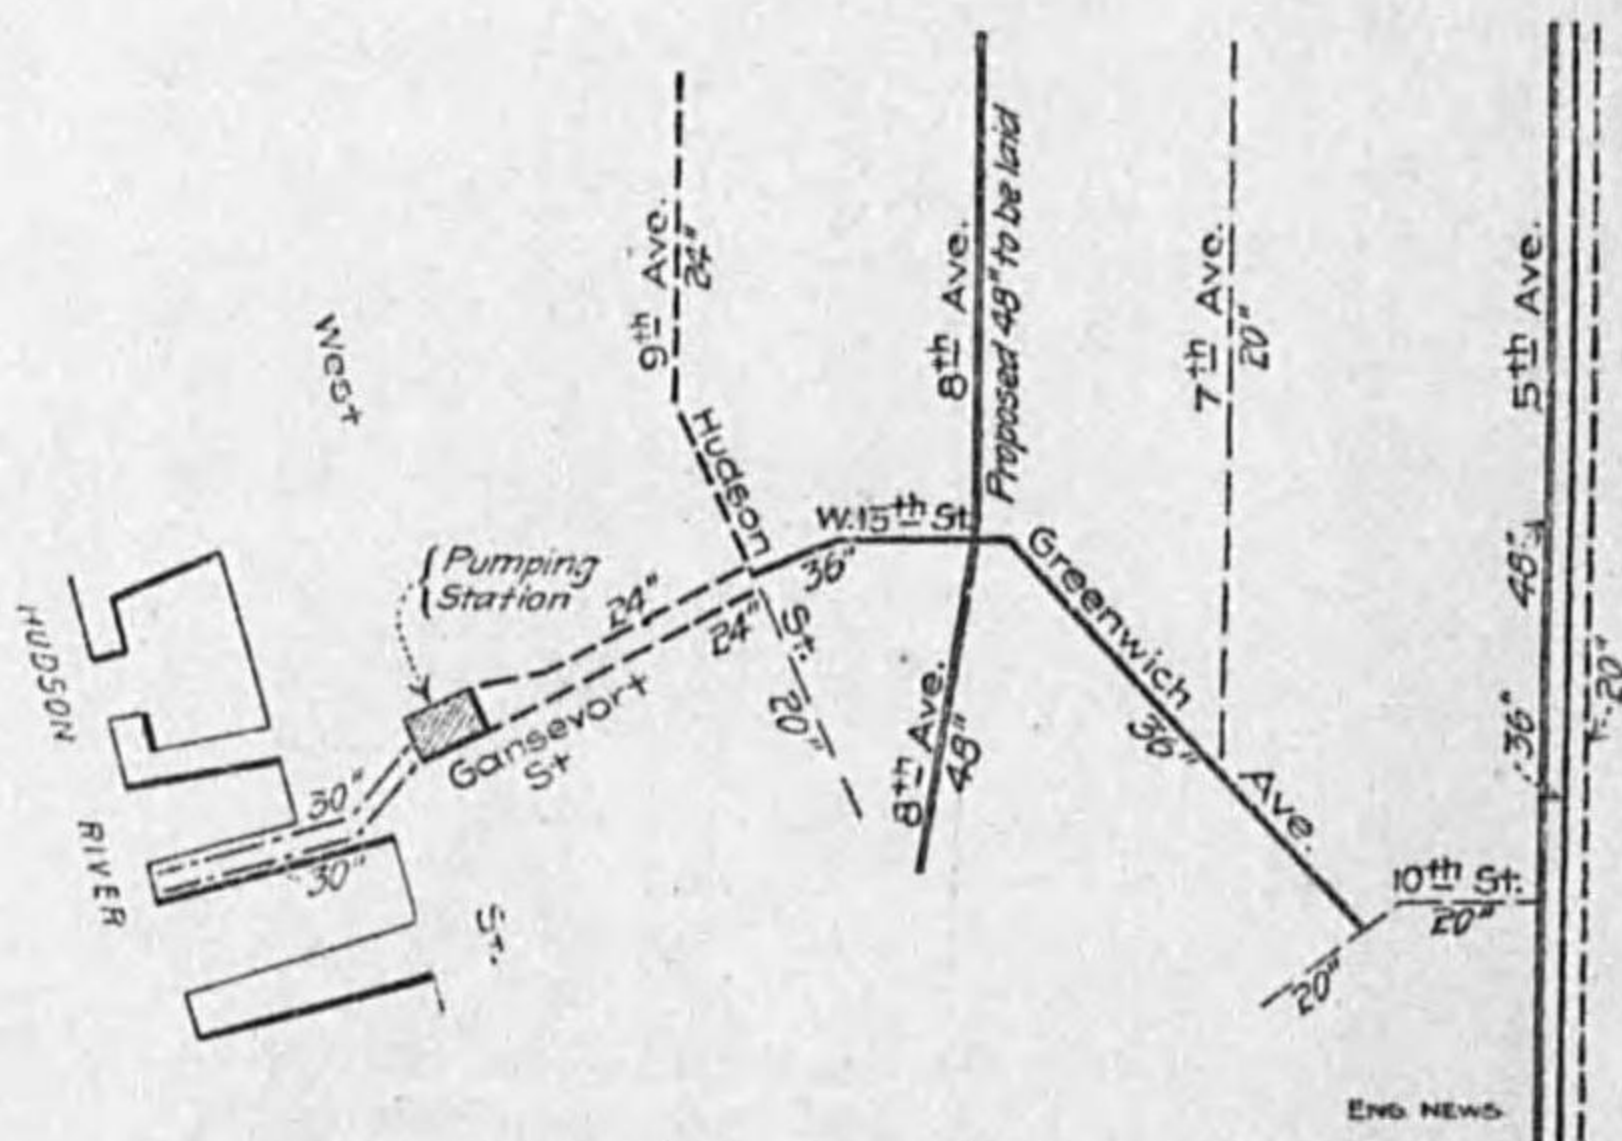 9th Ave.
24"
8th Ave.
Proposed 48" to be laid
7th Ave.
20"
5th Ave.
48"
36"
20"
West
St.
Hudson
St.
20"
W. 15th St.
36"
Greenwich
Ave.
36"
{ Pumping
{ Station
24"
24"
Gansevort
St
8th Ave.
48"
HUDSON
RIVER
30"
30"
10th St.
20"
20"
ENG. NEWS